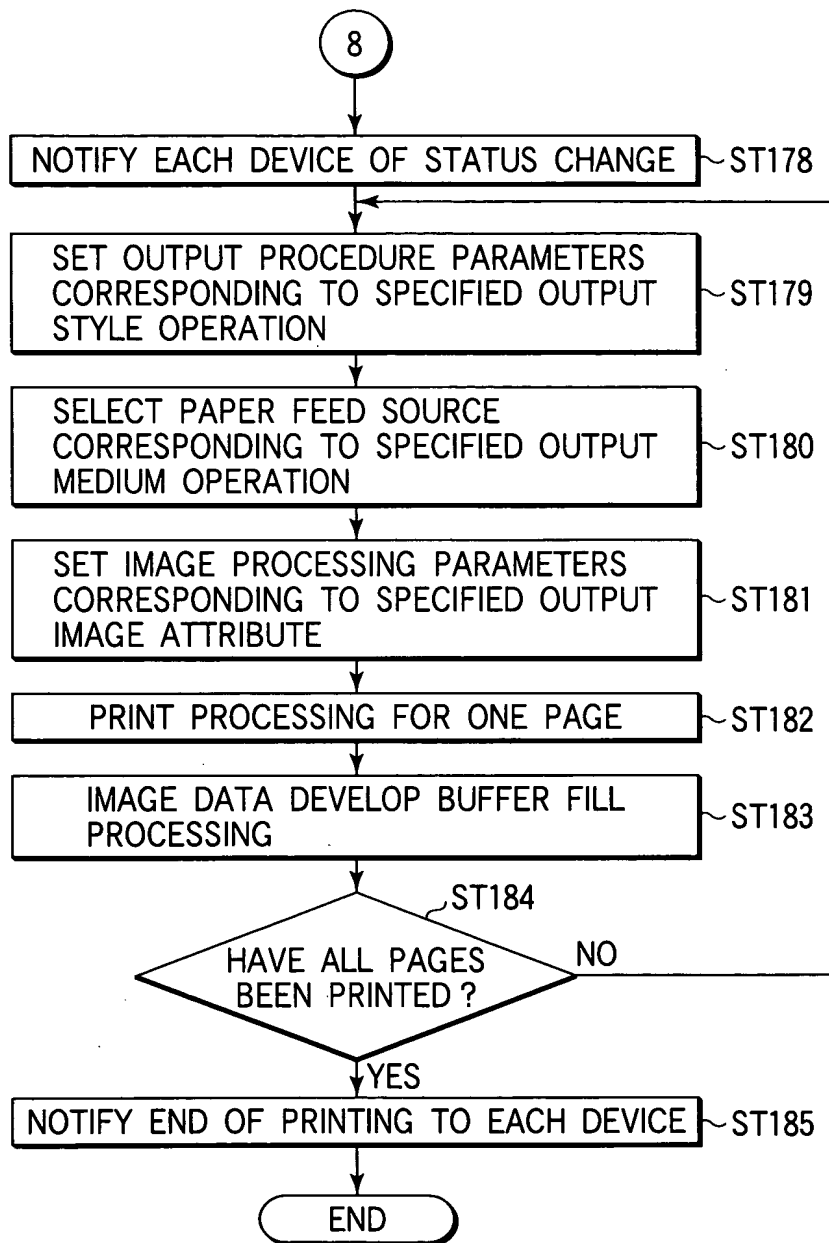 8
NOTIFY EACH DEVICE OF STATUS CHANGE
ST178
SET OUTPUT PROCEDURE PARAMETERS
CORRESPONDING TO SPECIFIED OUTPUT
STYLE OPERATION
ST179
SELECT PAPER FEED SOURCE
CORRESPONDING TO SPECIFIED OUTPUT
MEDIUM OPERATION
ST180
SET IMAGE PROCESSING PARAMETERS
CORRESPONDING TO SPECIFIED OUTPUT
IMAGE ATTRIBUTE
ST181
PRINT PROCESSING FOR ONE PAGE
ST182
IMAGE DATA DEVELOP BUFFER FILL
PROCESSING
ST183
ST184
HAVE ALL PAGES
BEEN PRINTED?
NO
YES
NOTIFY END OF PRINTING TO EACH DEVICE
ST185
END